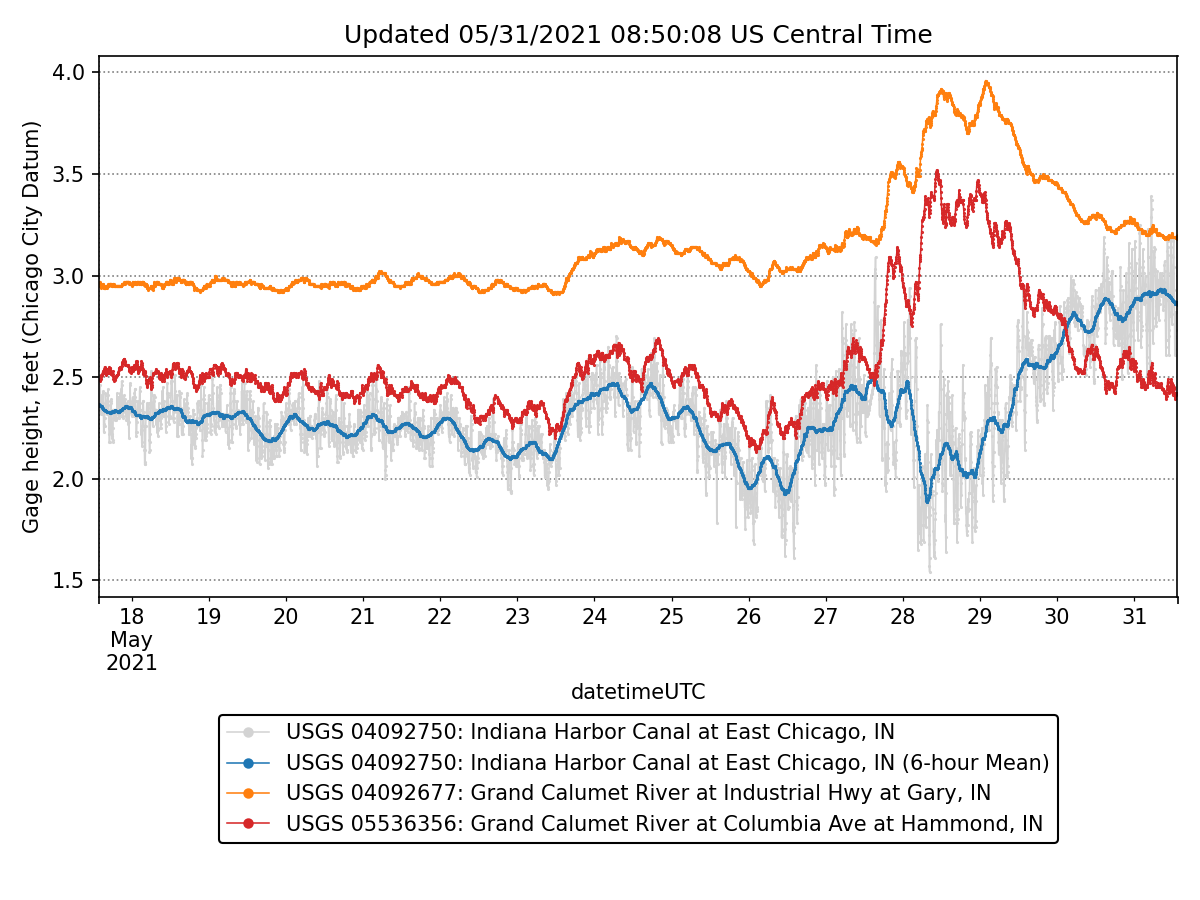 Updated 05/31/2021 08:50:08 US Central Time
Gage height, feet (Chicago City Datum)
4.0
3.5
3.0
2.5
2.0
1.5
18 19 20 21 22 23 24 25 26 27 28 29 30 31
May
2021
datetimeUTC
USGS 04092750: Indiana Harbor Canal at East Chicago, IN
USGS 04092750: Indiana Harbor Canal at East Chicago, IN (6-hour Mean)
USGS 04092677: Grand Calumet River at Industrial Hwy at Gary, IN
USGS 05536356: Grand Calumet River at Columbia Ave at Hammond, IN